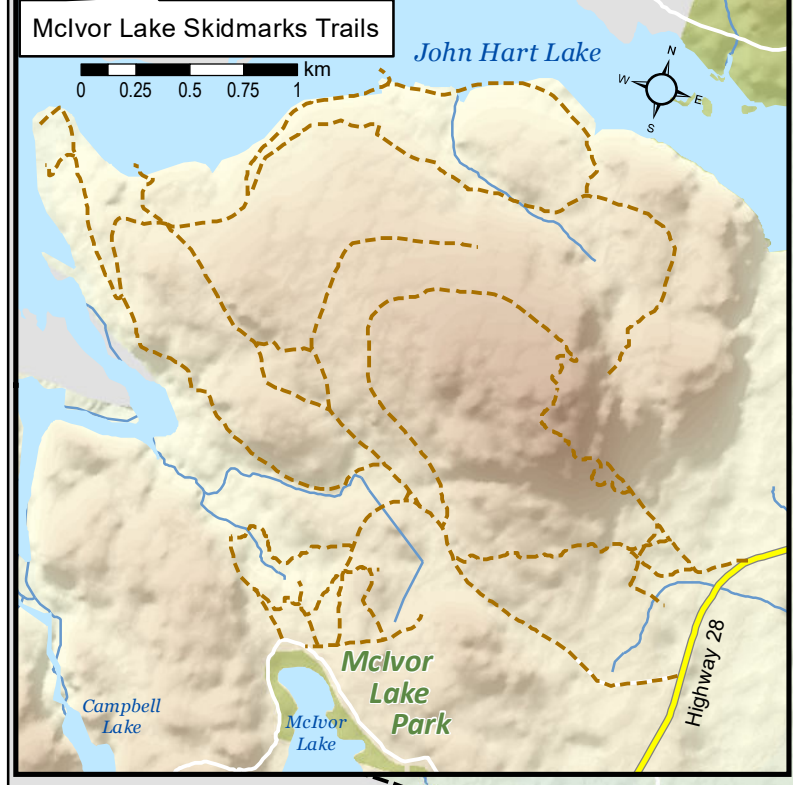 McIvor Lake Skidmarks Trails
km
0 0.25 0.5 0.75 1
John Hart Lake
N
W
E
S
Highway 28
McIvor
Lake
Park
Campbell
Lake
McIvor
Lake